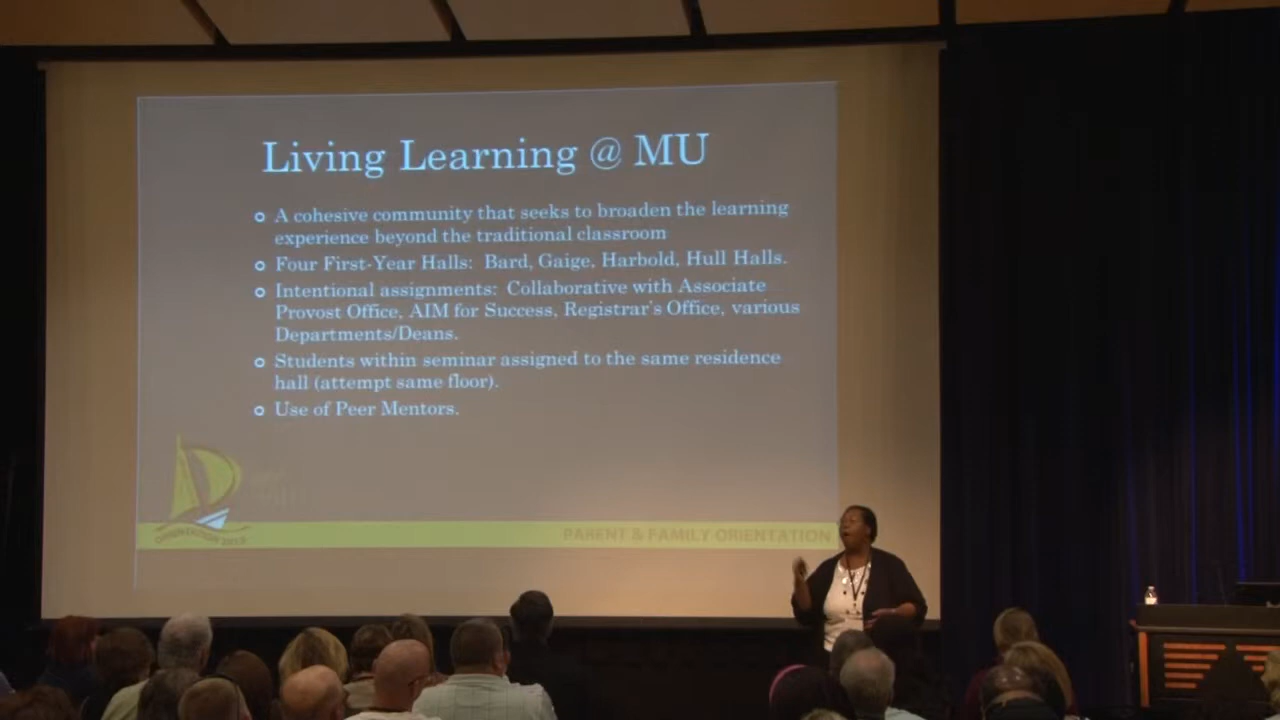 Living Learning @ MU
A cohesive community that seeks to broaden the learning
experience beyond the traditional classroom
Four First-Year Halls: Bard, Gaige, Harbold, Hull Halls.
Intentional assignments: Collaborative with Associate
Provost Office, AIM for Success, Registrar's Office, various
Departments/Deans.
Students within seminar assigned to the same residence
hall (attempt same floor).
Use of Peer Mentors.
PARENT & FAMILY ORIENTATION